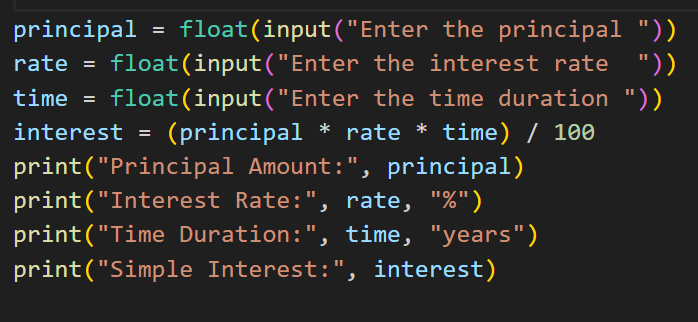 principal = float(input("Enter the principal "))
rate = float(input("Enter the interest rate  "))
time = float(input("Enter the time duration "))
interest = (principal * rate * time) / 100
print("Principal Amount:", principal)
print("Interest Rate:", rate, "%")
print("Time Duration:", time, "years")
print("Simple Interest:", interest)